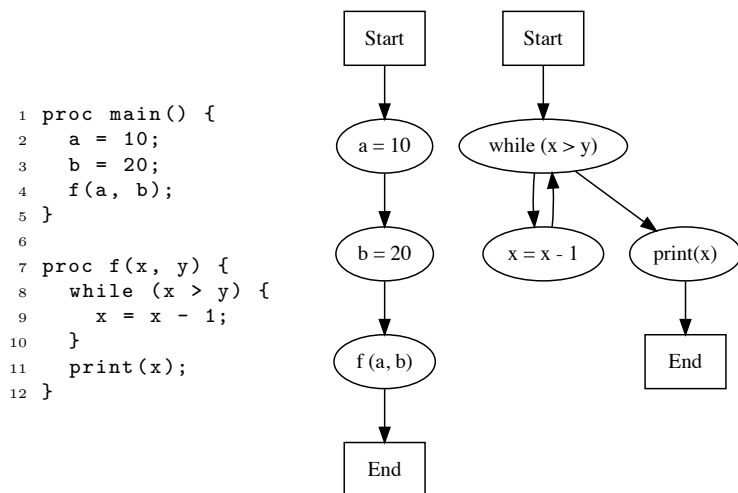 1 proc main() {
2   a = 10;
3   b = 20;
4   f(a, b);
5 }
6
7 proc f(x, y) {
8   while (x > y) {
9     x = x - 1;
10   }
11   print(x);
12 }
Start
a = 10
b = 20
f (a, b)
End
Start
while (x > y)
x = x - 1
print(x)
End